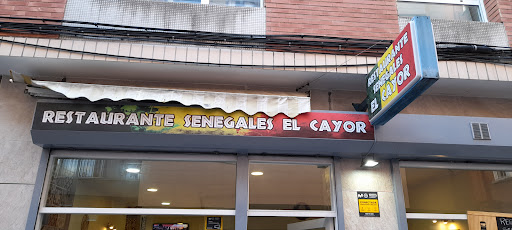 RESTAURANTE SENEGALES EL CAYOR
RESTAURANTE
SENEGALES
EL CAYOR